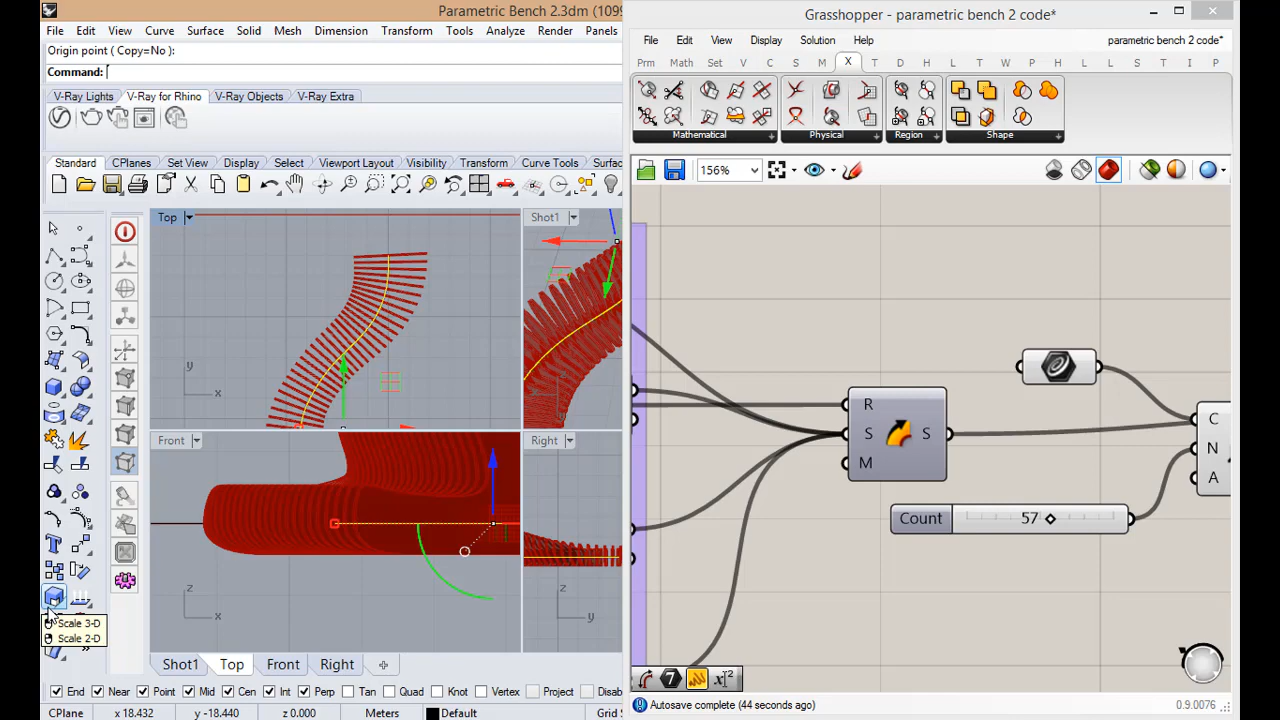 Parametric Bench 2.3dm (1099
File Edit View Curve Surface Solid Mesh Dimension Transform Tools Analyze Render Panels
Origin point ( Copy=No ):
Command:
V-Ray Lights V-Ray for Rhino V-Ray Objects V-Ray Extra
Standard CPlanes Set View Display Select Viewport Layout Visibility Transform Curve Tools Surfac
Top
Shot1
y
x
z
Front
Right
z
x
z
y
Scale 3-D
Scale 2-D
Shot1 Top Front Right
End Near Point Mid Cen Int Perp Tan Quad Knot Vertex Project Disab
CPlane x 18.432 y -18.440 z 0.000 Meters Default Grid S
Grasshopper - parametric bench 2 code*
File Edit View Display Solution Help parametric bench 2 code*
Prm Math Set V C S M X T D L T D K M P H L S T I P
Mathematical Physical Region Shape
156%
R
S S
M
Count 57
C
N
A
Autosave complete (44 seconds ago)
0.9.0076